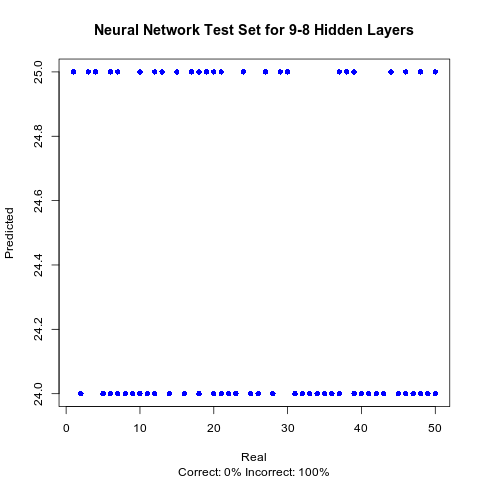 Neural Network Test Set for 9-8 Hidden Layers
Predicted
25.0
24.8
24.6
24.4
24.2
24.0
0 10 20 30 40 50
Real
Correct: 0% Incorrect: 100%